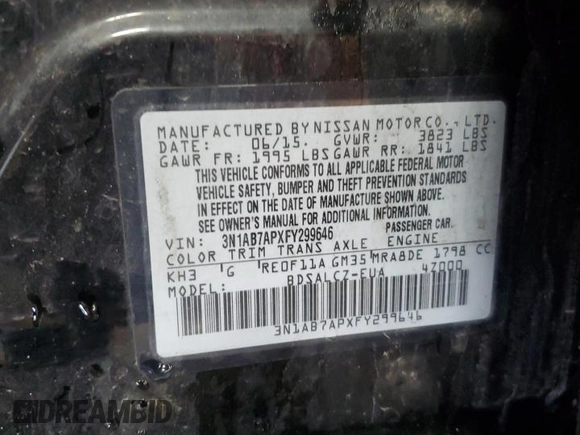 MANUFACTURED BY NISSAN MOTOR CO., LTD.
DATE: 06/15. GVWR: 3823 LBS
GAWR FR: 1995 LBS GAWR RR: 1841 LBS
THIS VEHICLE CONFORMS TO ALL APPLICABLE FEDERAL MOTOR
VEHICLE SAFETY, BUMPER AND THEFT PREVENTION STANDARDS
IN EFFECT ON THE DATE OF MANUFACTURE SHOWN ABOVE.
SEE OWNER'S MANUAL FOR ADDITIONAL INFORMATION.
VIN: 3N1AB7APXFY299646 PASSENGER CAR.
COLOR TRIM TRANS AXLE ENGINE
KH3 G RE0F11A GM35 MRA8DE 1798 CC
BDSALCZ-EUA 4Z000
3N1AB7APXFY299646
IDREAMBID